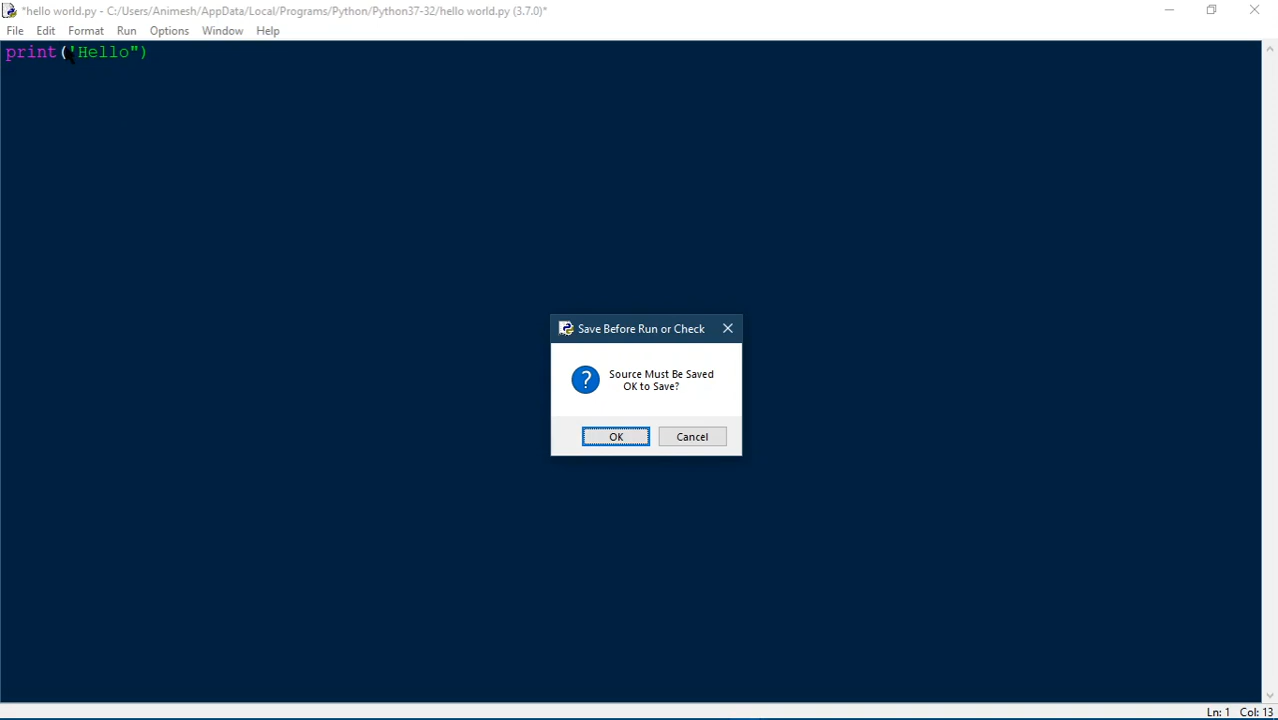 *hello world.py - C:/Users/Animesh/AppData/Local/Programs/Python/Python37-32/hello world.py (3.7.0)*
File Edit Format Run Options Window Help
print('Hello")
Save Before Run or Check
Source Must Be Saved
OK to Save?
OK Cancel
Ln: 1 Col: 13